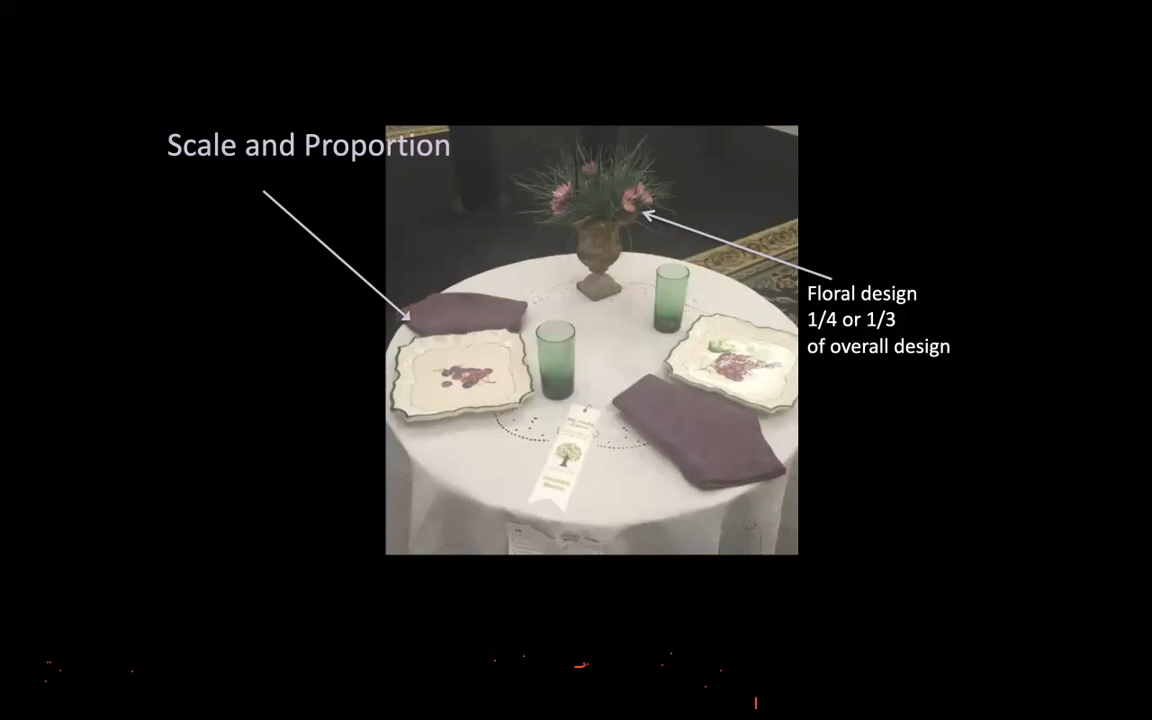 Scale and Proportion
Floral design
1/4 or 1/3
of overall design